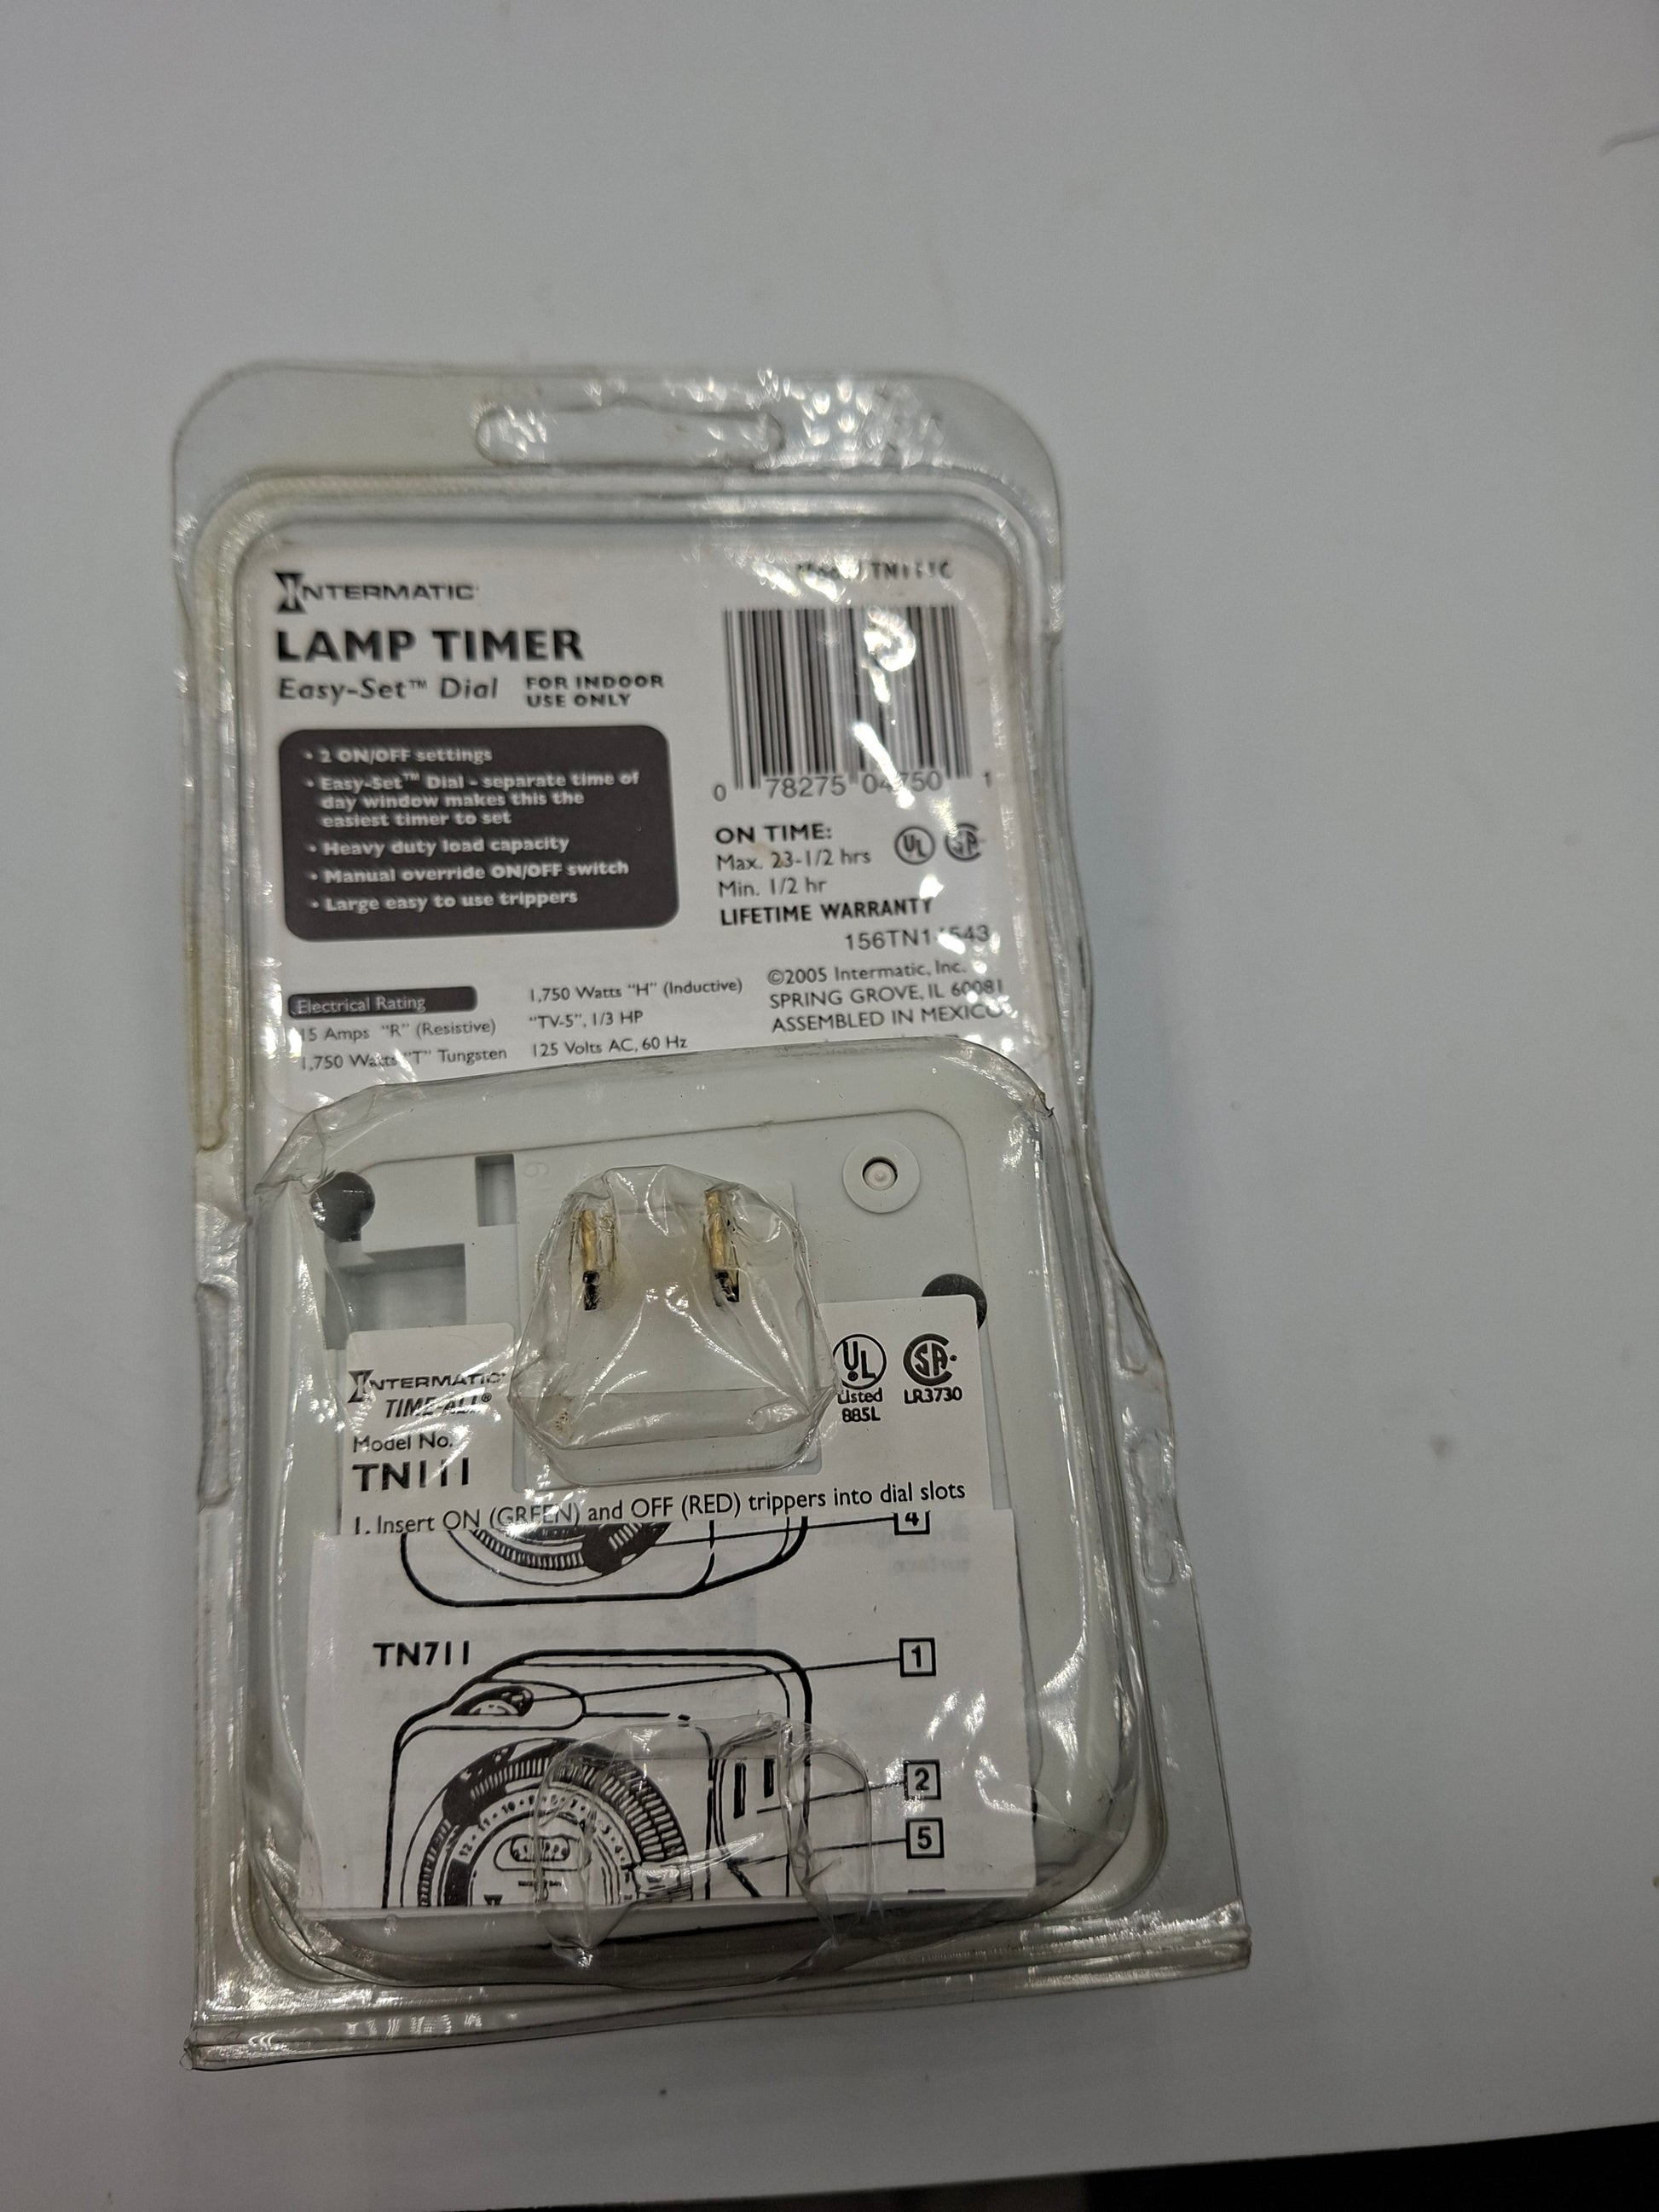 INTERMATIC
LAMP TIMER
Easy-Set™ Dial
FOR INDOOR
USE ONLY
• 2 ON/OFF settings
• Easy-Set™ Dial - separate time of
day window makes this the
easiest timer to set
• Heavy duty load capacity
• Manual override ON/OFF switch
• Large easy to use trippers
0 78275 04750 1
ON TIME:
Max. 23-1/2 hrs
Min. 1/2 hr
UL
LIFETIME WARRANTY
©2005 Intermatic, Inc.
SPRING GROVE, IL 60081
ASSEMBLED IN MEXICO
Electrical Rating
15 Amps "R" (Resistive)
1,750 Watts "T" Tungsten
1,750 Watts "H" (Inductive)
"TV-5", 1/3 HP
125 Volts AC, 60 Hz
INTERMATIC
TIME-ALL®
Model No.
TN111
UL
Listed
885L
LR3730
1. Insert ON (GREEN) and OFF (RED) trippers into dial slots
4
TN711
1
2
5